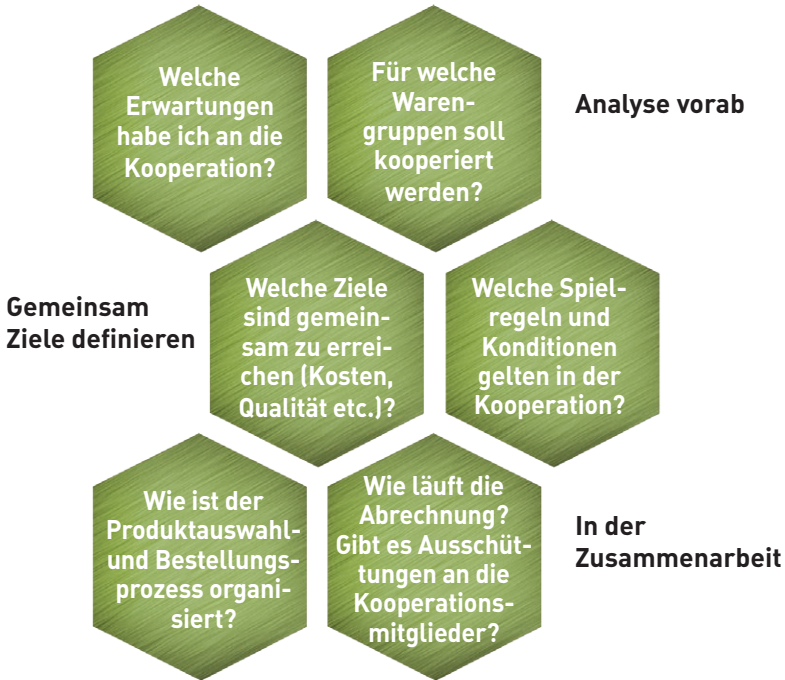 Welche
Erwartungen
habe ich an die
Kooperation?
Für welche
Waren-
gruppen soll
kooperiert
werden?
Analyse vorab
Gemeinsam
Ziele definieren
Welche Ziele
sind gemein-
sam zu errei-
chen (Kosten,
Qualität etc.)?
Welche Spiel-
regeln und
Konditionen
gelten in der
Kooperation?
Wie ist der
Produktauswahl-
und Bestellungs-
prozess organi-
siert?
Wie läuft die
Abrechnung?
Gibt es Ausschüt-
tungen an die
Kooperations-
mitglieder?
In der
Zusammenarbeit